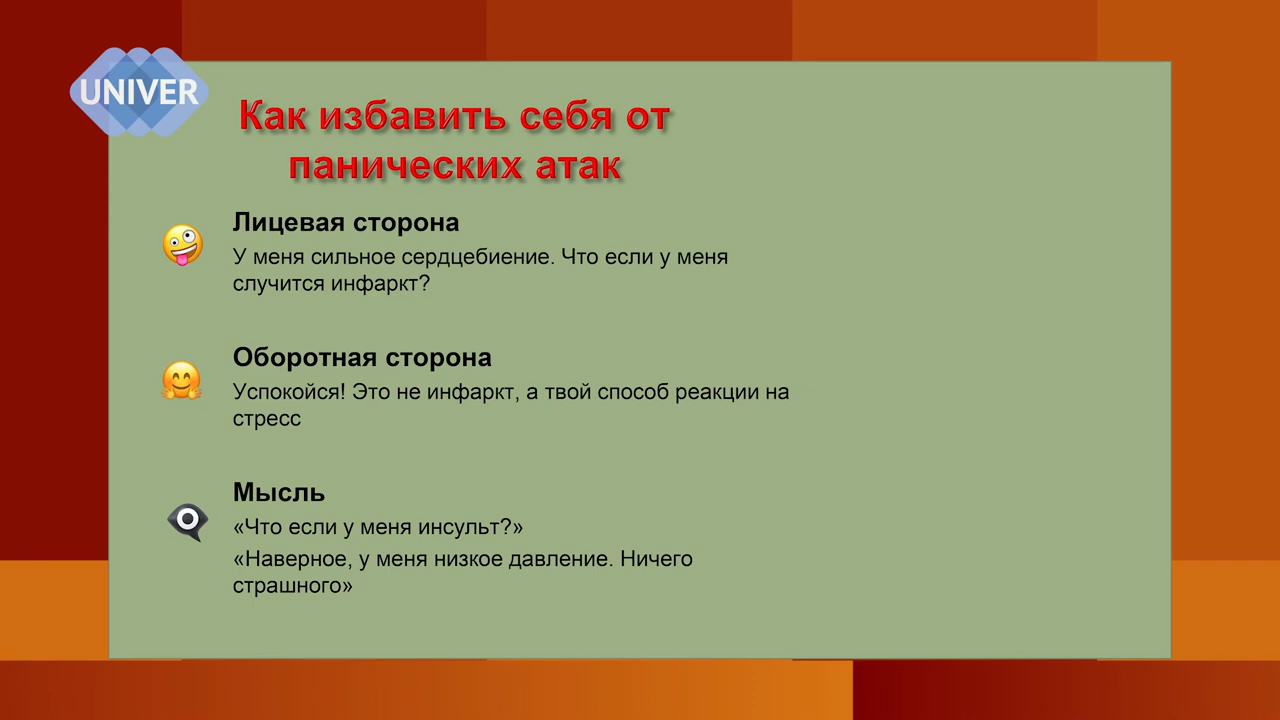 UNIVER
Как избавить себя от
панических атак
Лицевая сторона
У меня сильное сердцебиение. Что если у меня
случится инфаркт?
Оборотная сторона
Успокойся! Это не инфаркт, а твой способ реакции на
стресс
Мысль
«Что если у меня инсульт?»
«Наверное, у меня низкое давление. Ничего
страшного»